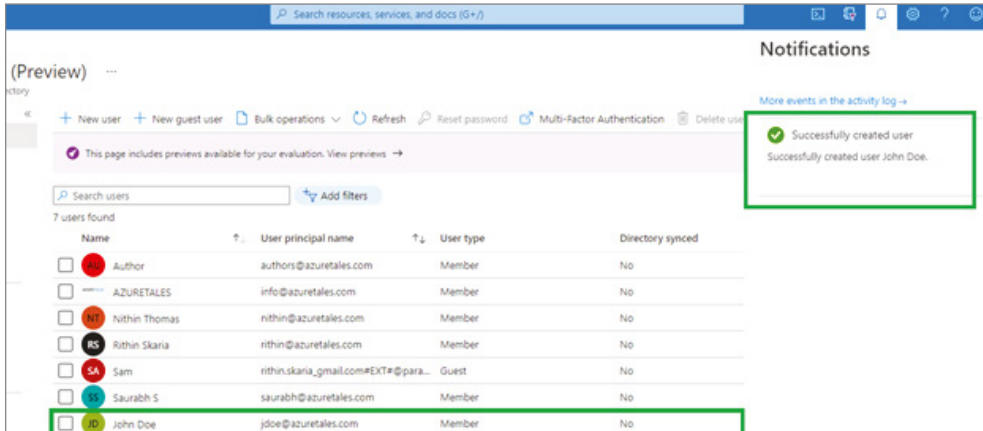 Search resources, services, and docs (G+/)
Notifications
(Preview) ...
ectory
More events in the activity log →
« + New user + New guest user Bulk operations Refresh Reset password Multi-Factor Authentication Delete use
Successfully created user
This page includes previews available for your evaluation. View previews →
Successfully created user John Doe.
Search users Add filters
7 users found
Name ↑↓ User principal name ↑↓ User type Directory synced
AU Author authors@azuretales.com Member No
AZURETALES info@azuretales.com Member No
NT Nithin Thomas nithin@azuretales.com Member No
RS Rithin Skaria rithin@azuretales.com Member No
SA Sam rithin.skaria_gmail.com#EXT#@para... Guest No
SS Saurabh S saurabh@azuretales.com Member No
JD John Doe jdoe@azuretales.com Member No